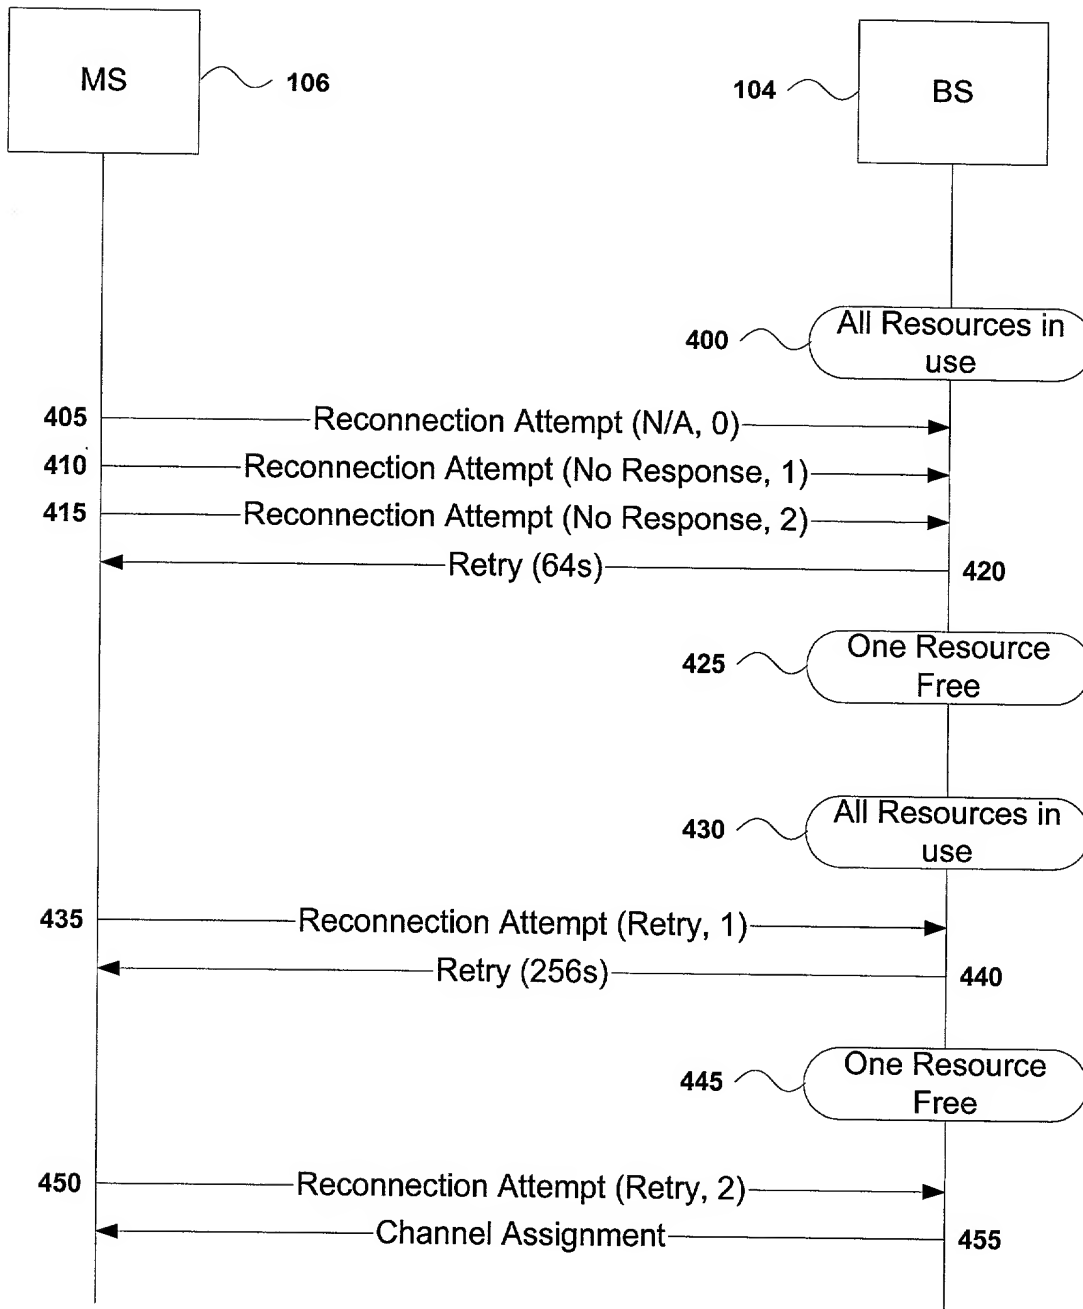 MS
106
104
BS
400
All Resources in
use
405
Reconnection Attempt (N/A, 0)
410
Reconnection Attempt (No Response, 1)
415
Reconnection Attempt (No Response, 2)
Retry (64s)
420
425
One Resource
Free
430
All Resources in
use
435
Reconnection Attempt (Retry, 1)
Retry (256s)
440
445
One Resource
Free
450
Reconnection Attempt (Retry, 2)
Channel Assignment
455